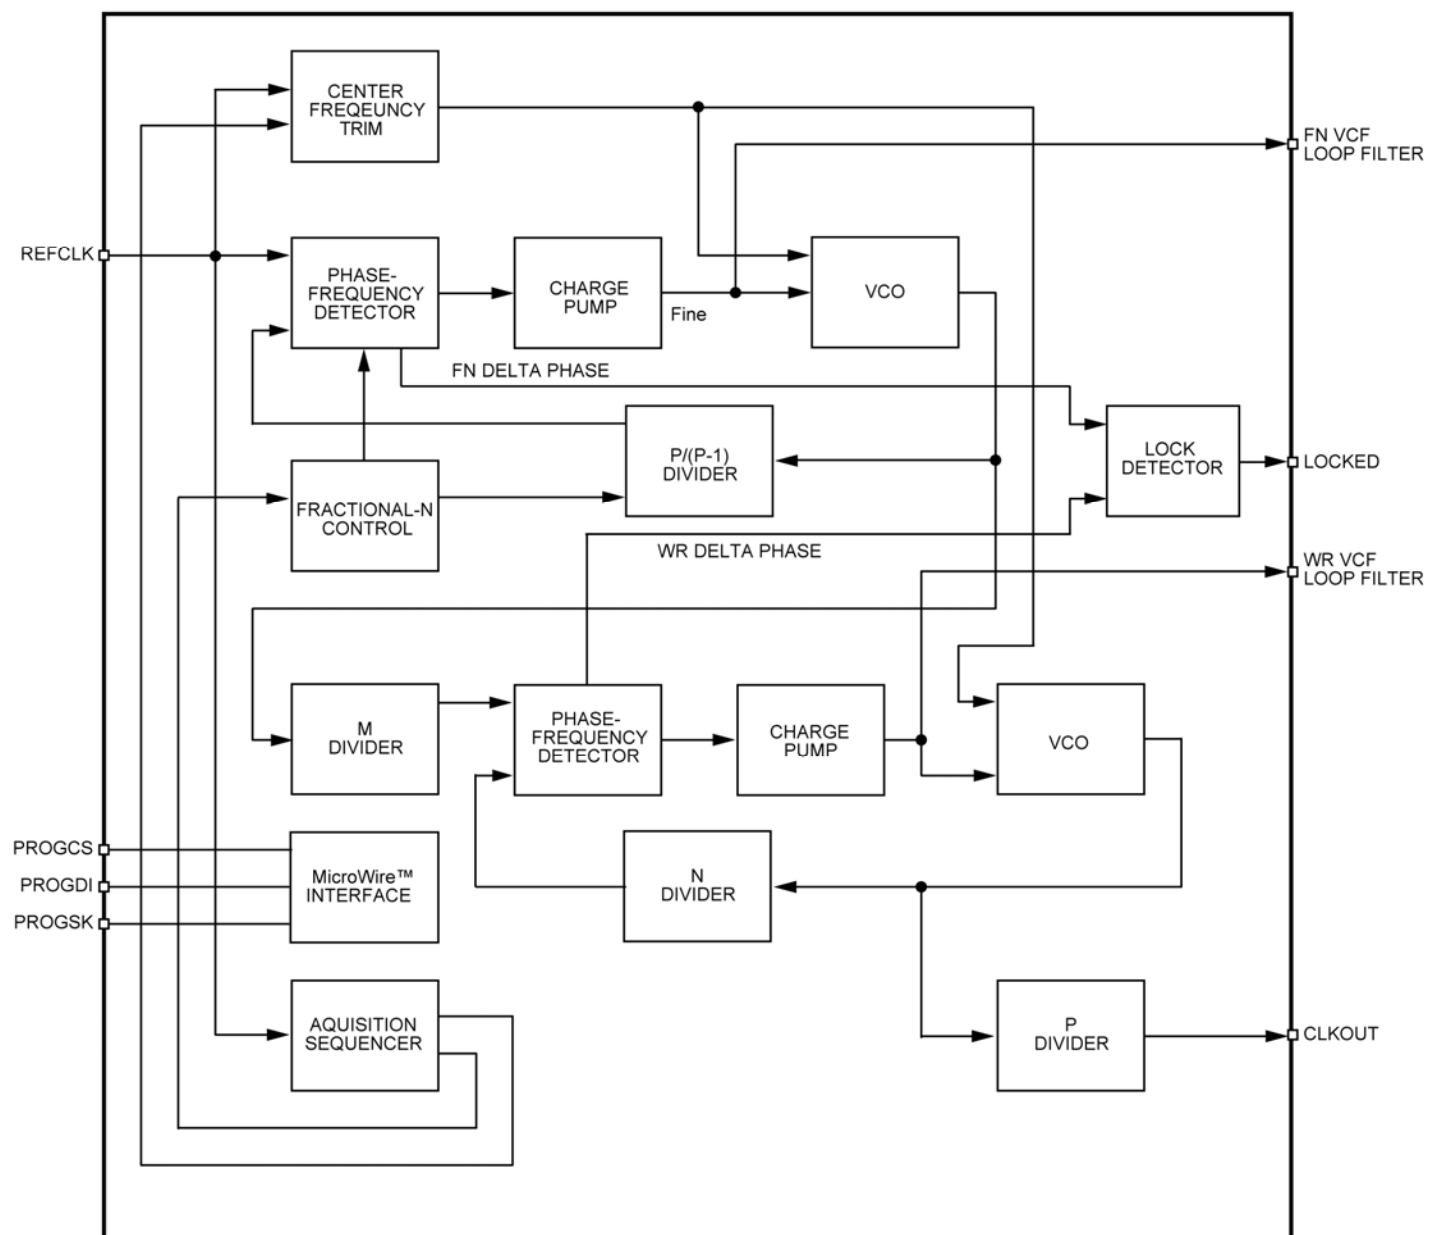 CENTER
FREQEUNCY
TRIM
FN VCF
LOOP FILTER
REFCLK
PHASE-
FREQUENCY
DETECTOR
CHARGE
PUMP
Fine
VCO
FN DELTA PHASE
P/(P-1)
DIVIDER
LOCK
DETECTOR
LOCKED
FRACTIONAL-N
CONTROL
WR DELTA PHASE
WR VCF
LOOP FILTER
M
DIVIDER
PHASE-
FREQUENCY
DETECTOR
CHARGE
PUMP
VCO
PROGCS
PROGDI
PROGSK
MicroWire™
INTERFACE
N
DIVIDER
AQUISITION
SEQUENCER
P
DIVIDER
CLKOUT